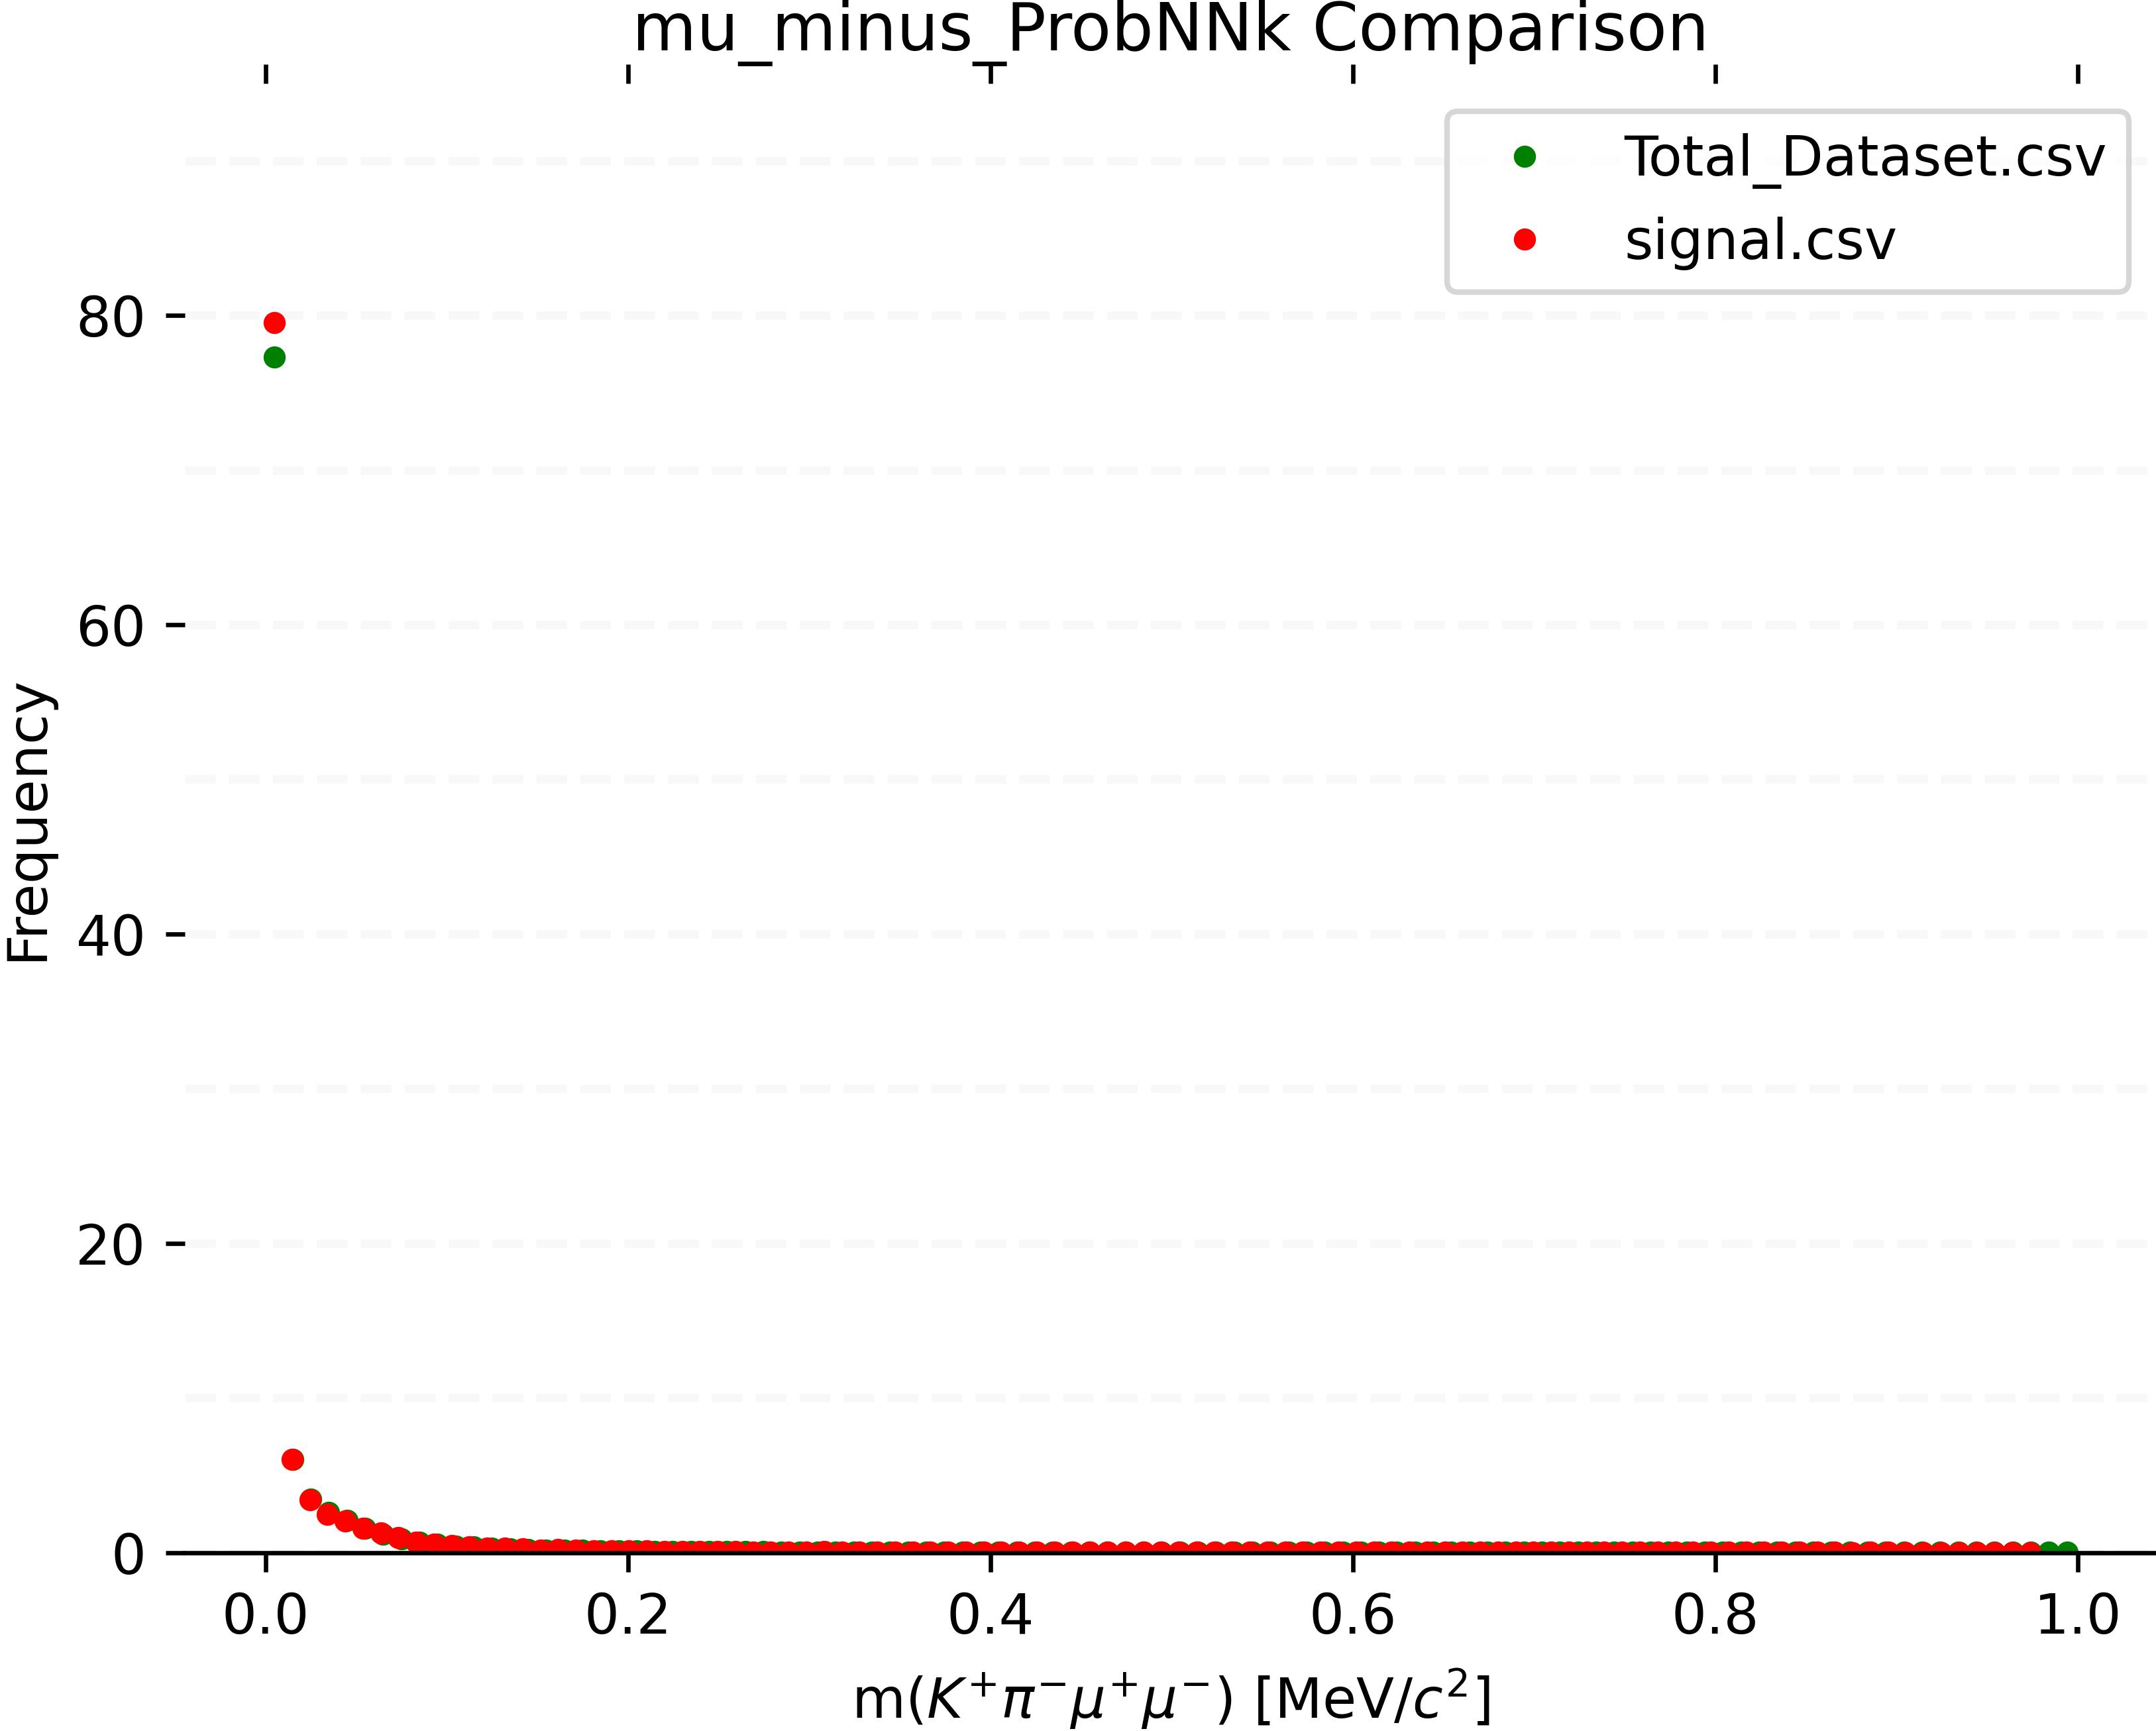 mu_minus_ProbNNk Comparison
Total_Dataset.csv
signal.csv
80
60
40
20
0
Frequency
0.0 0.2 0.4 0.6 0.8 1.0
m(K⁺π⁻μ⁺μ⁻) [MeV/c²]